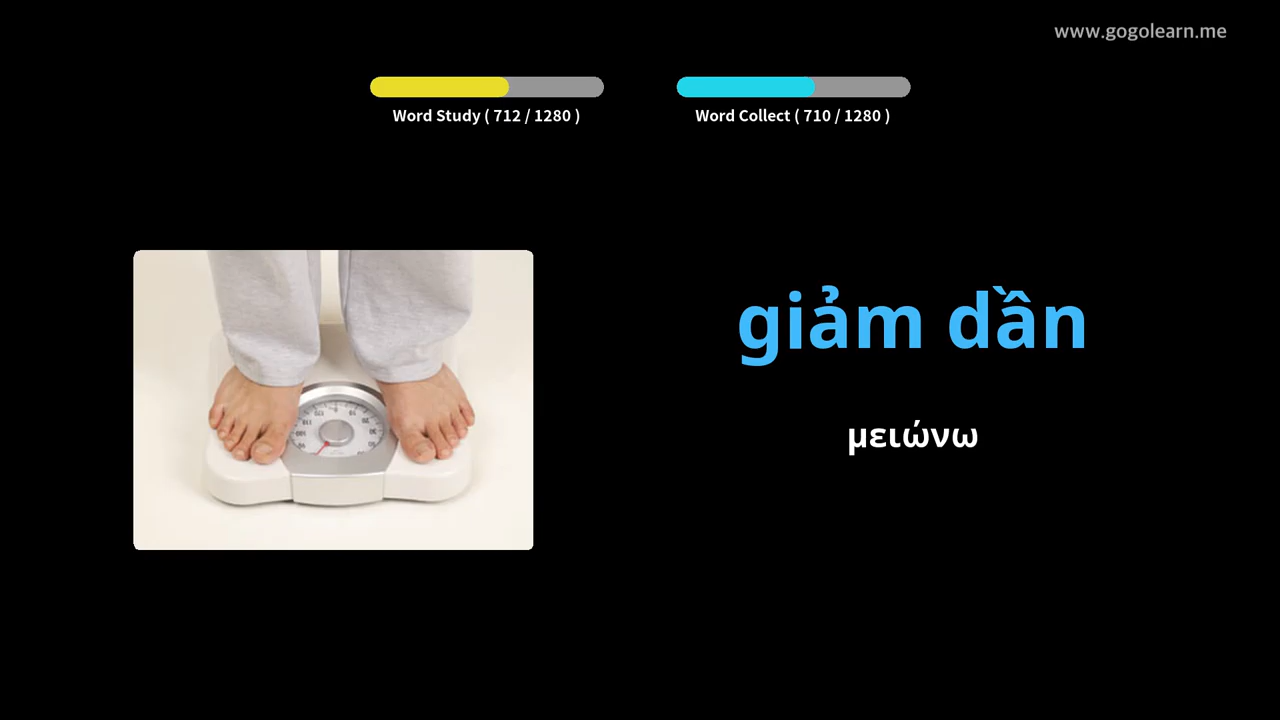 www.gogolearn.me
Word Study ( 712 / 1280 )
Word Collect ( 710 / 1280 )
giảm dần
μειώνω